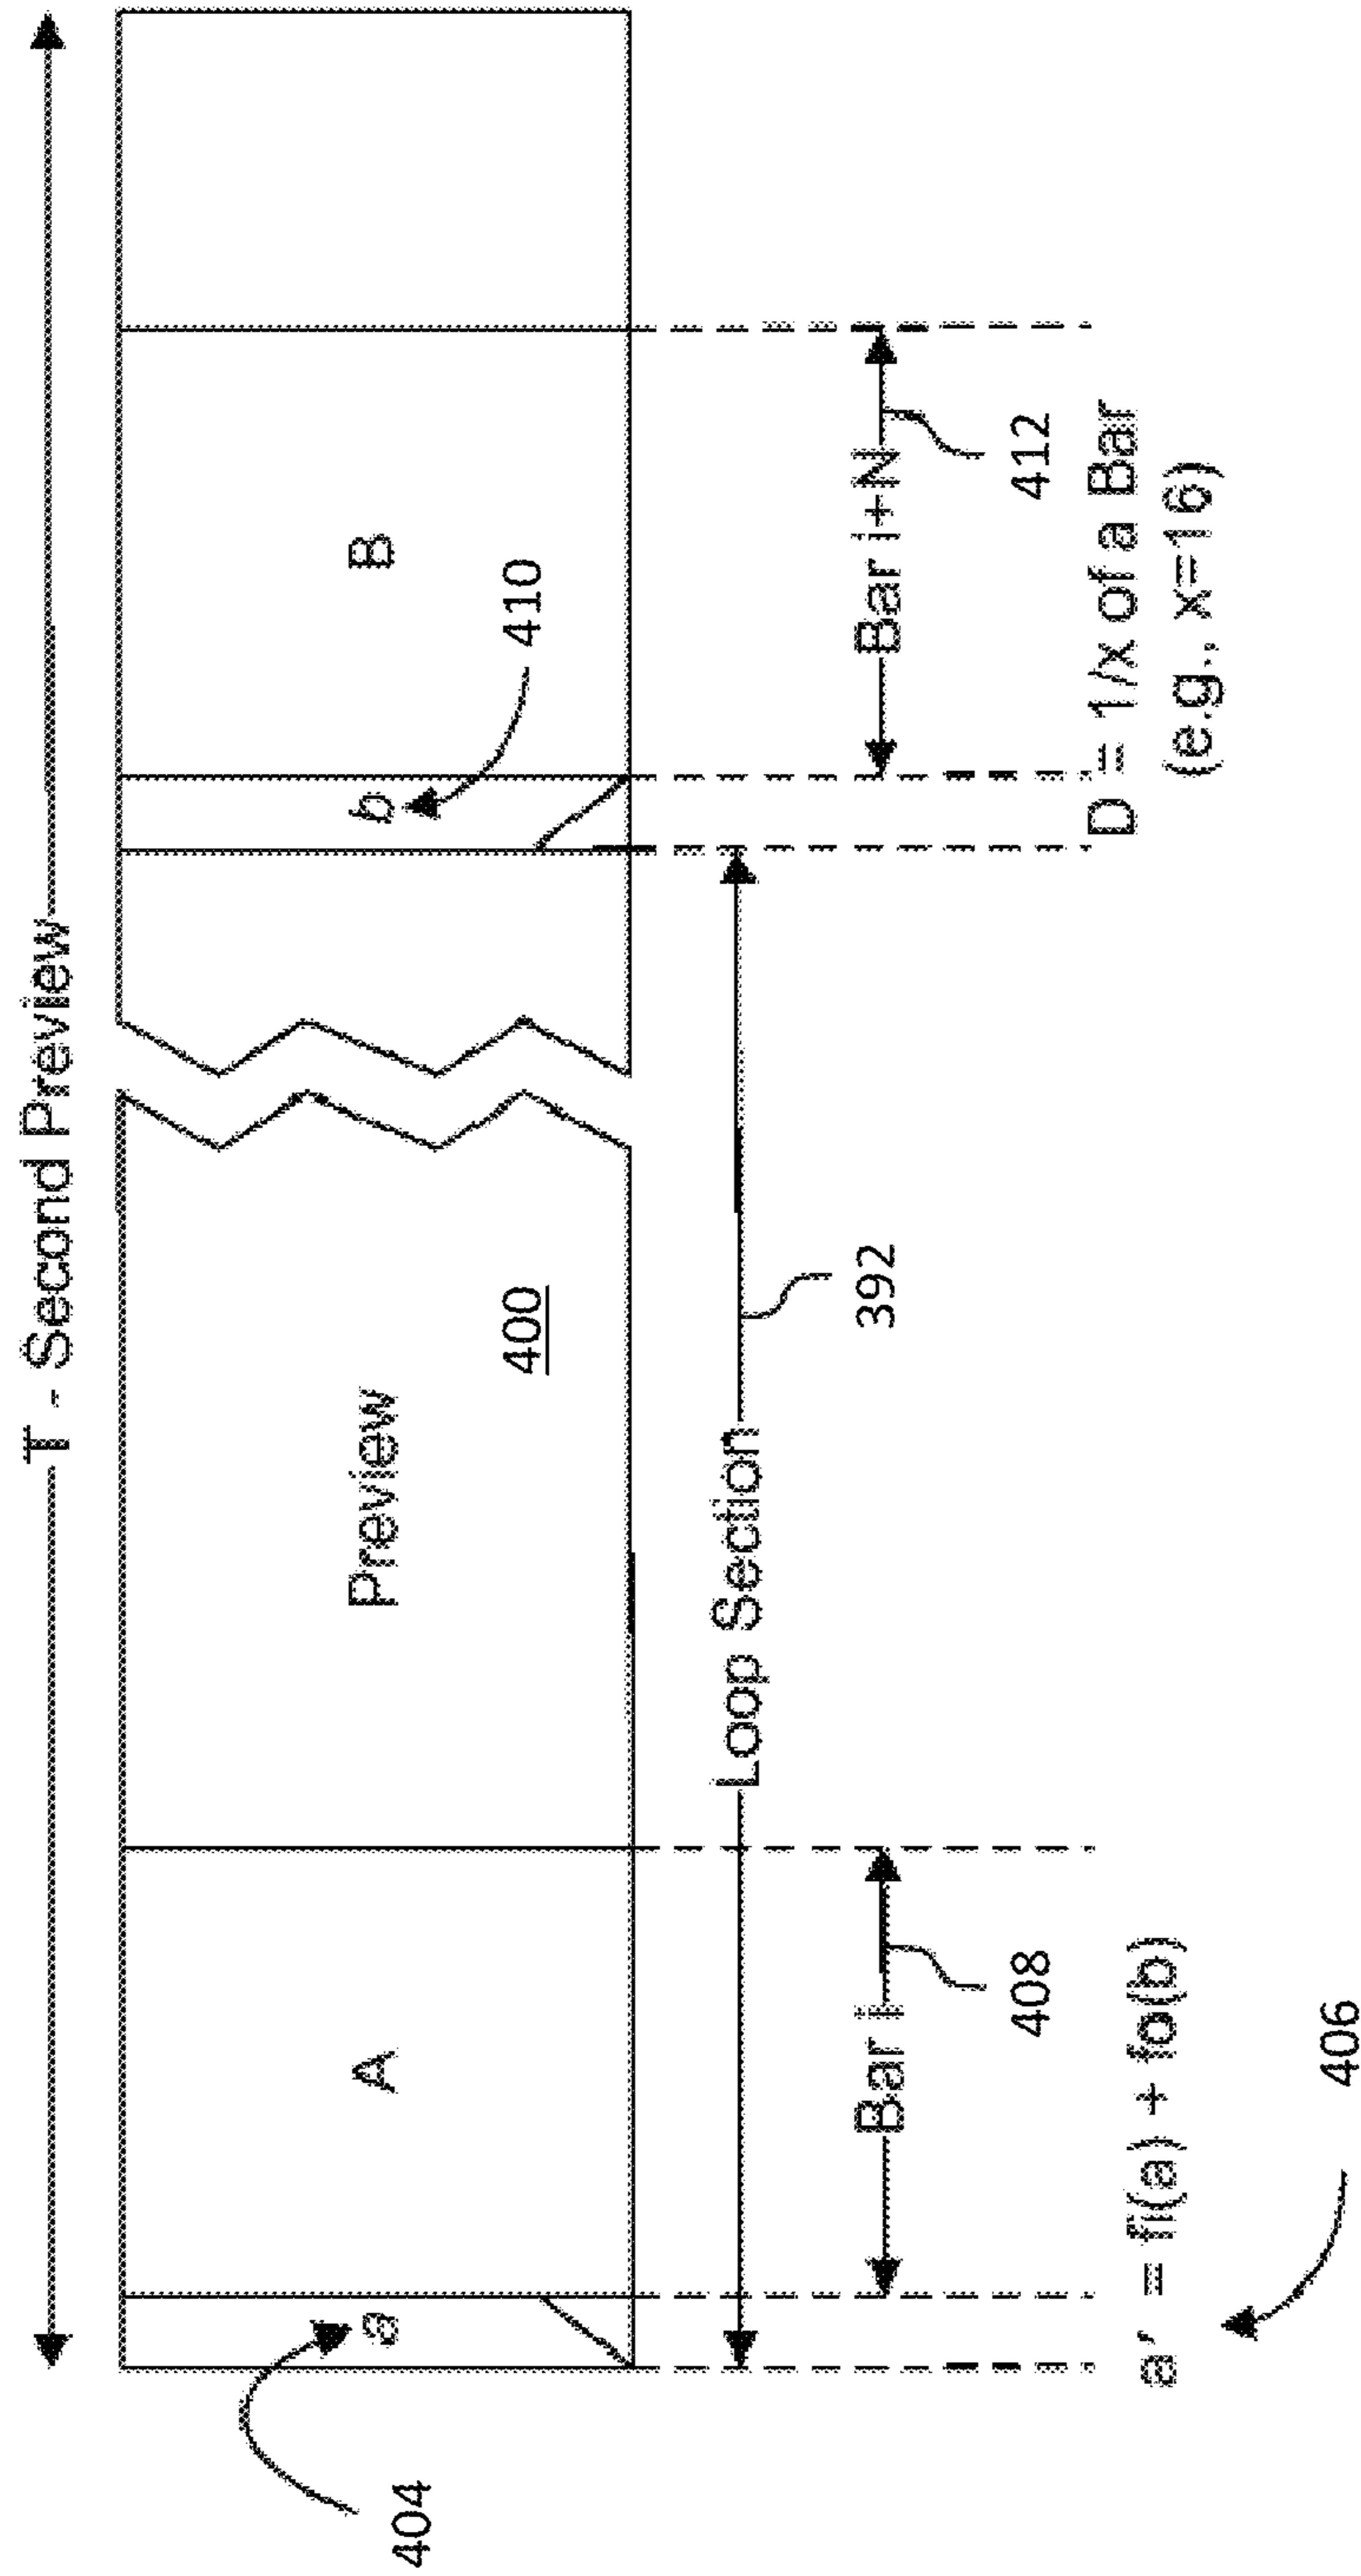 T - Second Preview
404
a
A
Preview
400
b
410
B
Loop Section
392
Bar i
408
Bar i+N
412
a' = fi(a) + fo(b)
406
D = 1/x of a Bar
(e.g., x=16)